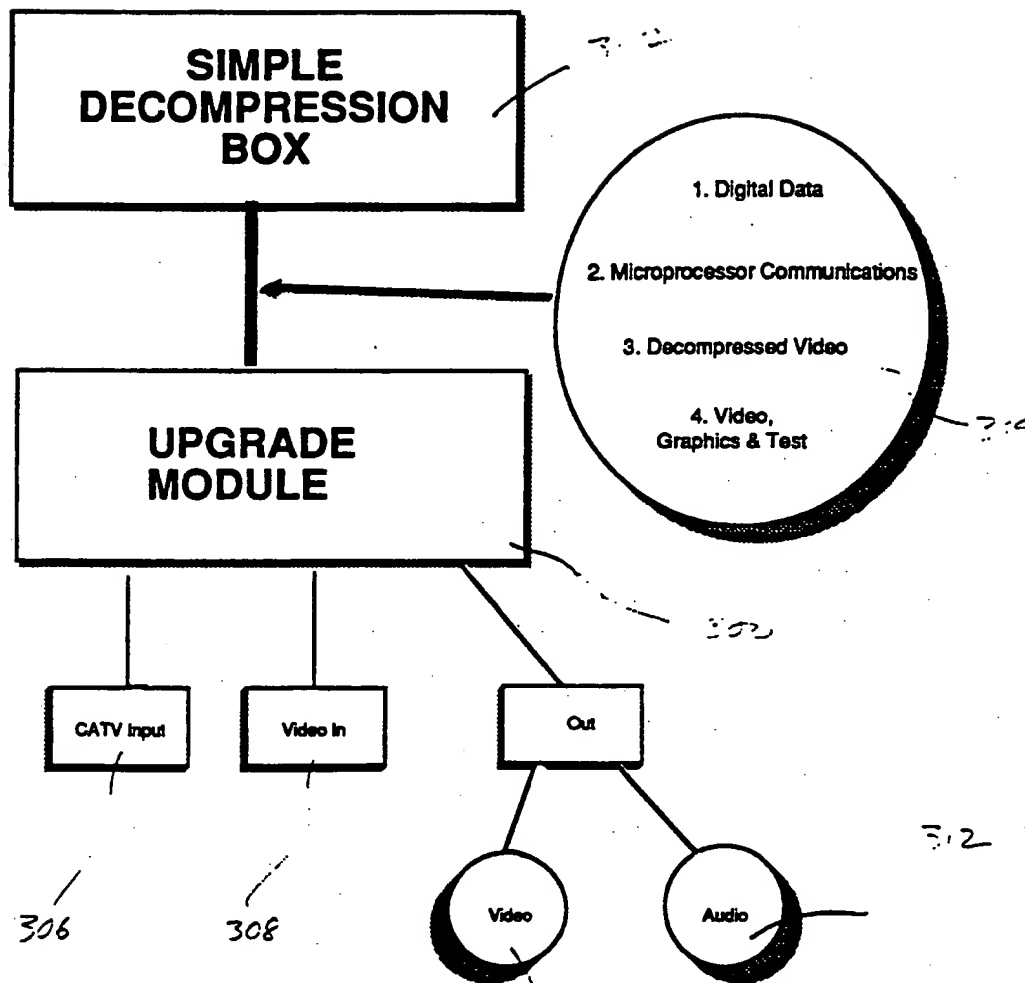 SIMPLE
DECOMPRESSION
BOX
1. Digital Data
2. Microprocessor Communications
3. Decompressed Video
4. Video,
Graphics & Test
UPGRADE
MODULE
CATV Input
Video In
Out
312
306
308
Video
Audio